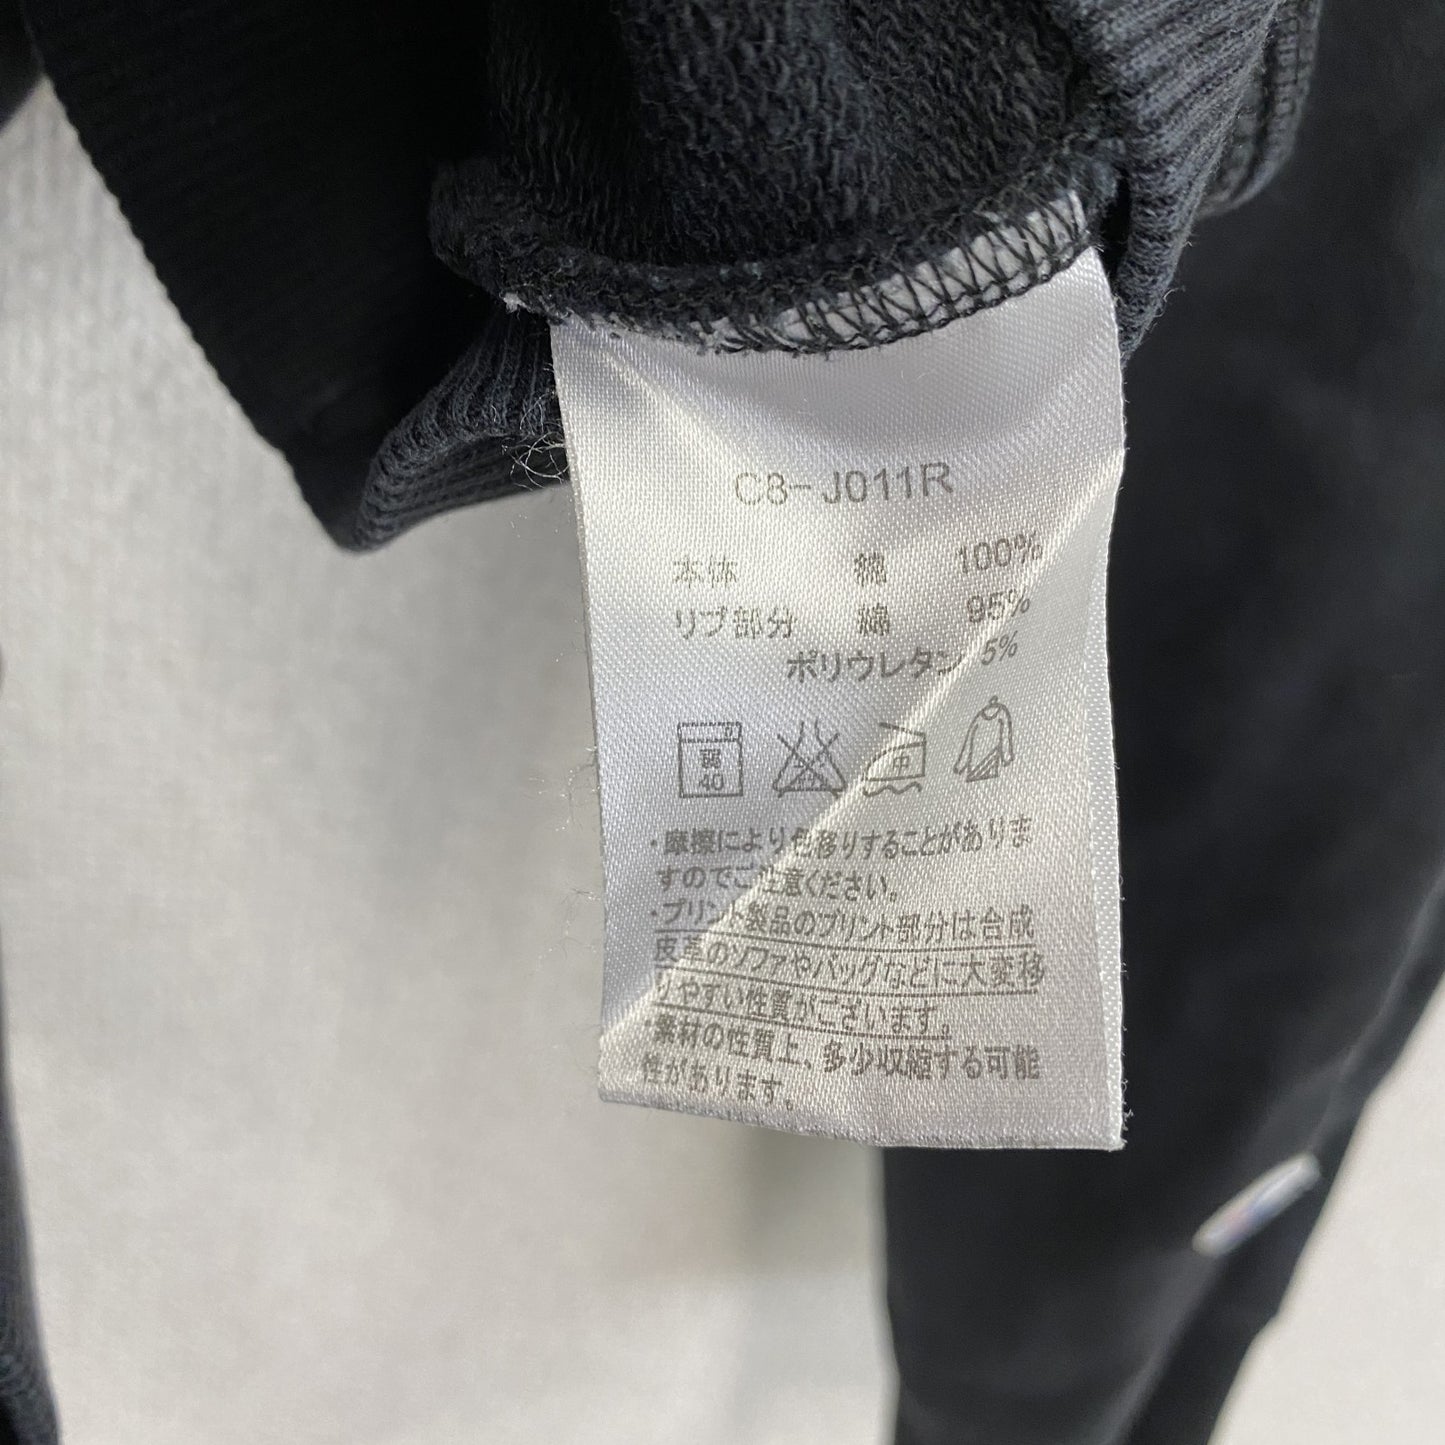 C8-J011R
本体 綿 100%
リブ部分 綿 95%
ポリウレタン 5%
弱
40
中
・摩擦により色移りすることがありま
すのでご注意ください。
・プリント製品のプリント部分は合成
皮革のソファやバッグなどに大変移
りやすい性質がございます。
・素材の性質上、多少収縮する可能
性があります。